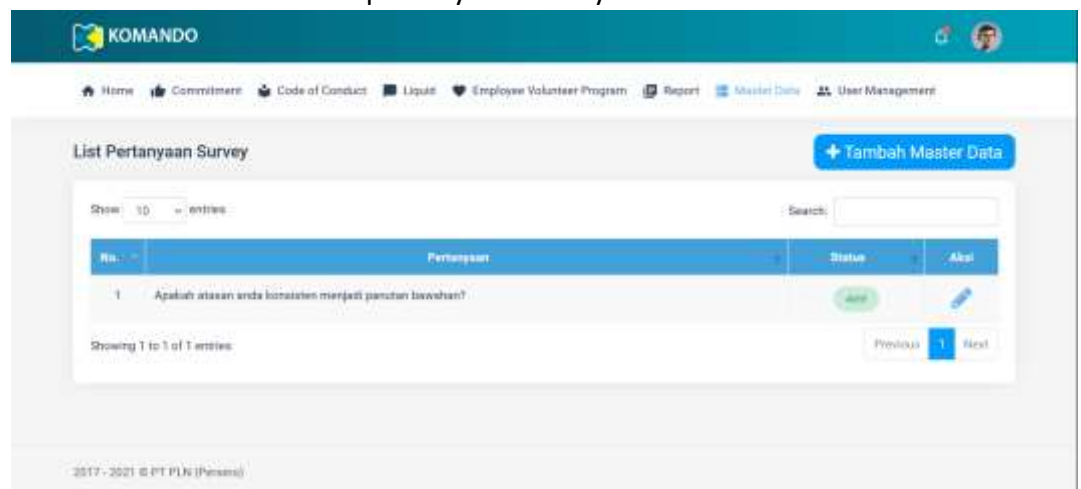 KOMANDO
Home Commitment Code of Conduct Liquid Employee Volunteer Program Report Master Data User Management
List Pertanyaan Survey
+ Tambah Master Data
Show 10 entries
Search:
No. Pertanyaan Status Aksi
1 Apakah atasan anda konsisten menjadi panutan bawahan?
Showing 1 to 1 of 1 entries
Previous 1 Next
2017 - 2021 © PT PLN (Persero)